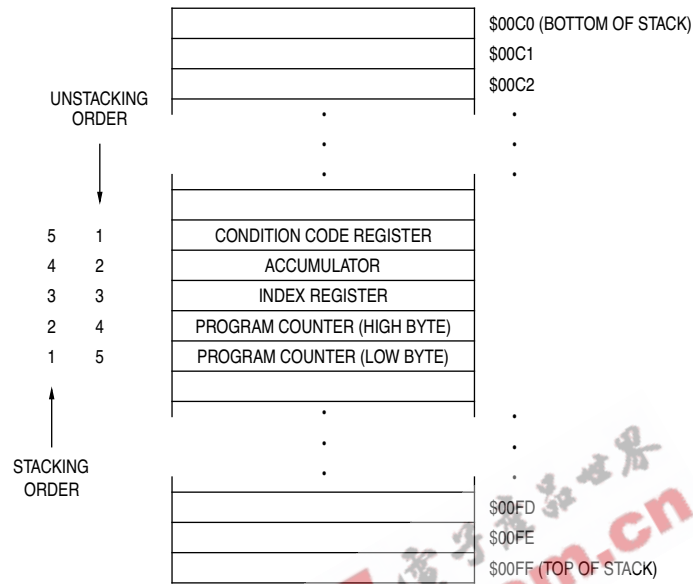 $00C0 (BOTTOM OF STACK)
$00C1
$00C2
UNSTACKING
ORDER
5 1 CONDITION CODE REGISTER
4 2 ACCUMULATOR
3 3 INDEX REGISTER
2 4 PROGRAM COUNTER (HIGH BYTE)
1 5 PROGRAM COUNTER (LOW BYTE)
STACKING
ORDER
$00FD
$00FE
$00FF (TOP OF STACK)
.cn